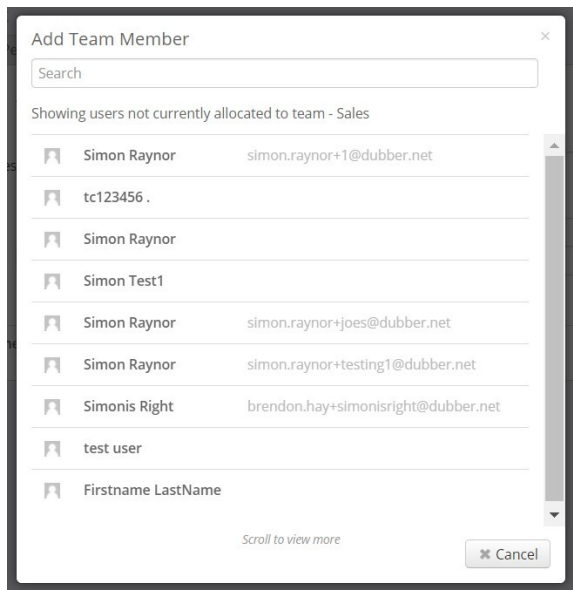 Add Team Member
×
Search
Showing users not currently allocated to team - Sales
Simon Raynor simon.raynor+1@dubber.net
tc123456 .
Simon Raynor
Simon Test1
Simon Raynor simon.raynor+joes@dubber.net
Simon Raynor simon.raynor+testing1@dubber.net
Simonis Right brendon.hay+simonisright@dubber.net
test user
Firstname LastName
Scroll to view more
✖ Cancel